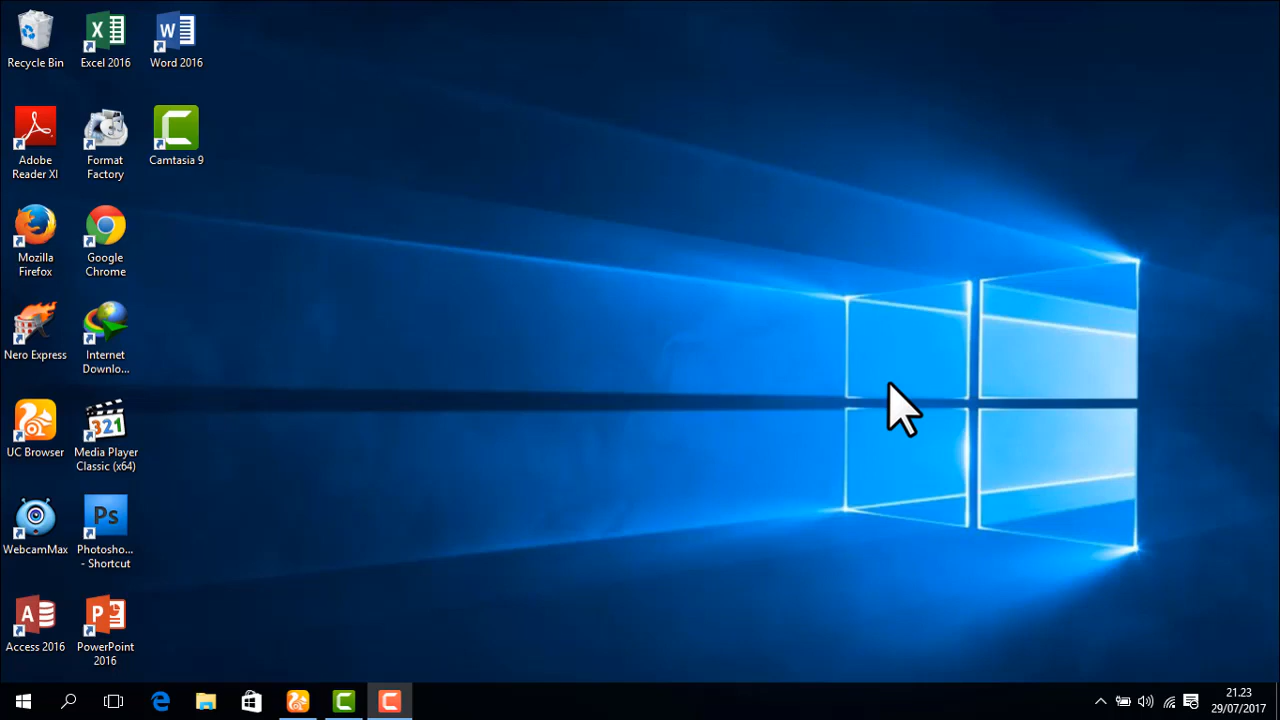 Recycle Bin
Excel 2016
Word 2016
Adobe
Reader XI
Format
Factory
Camtasia 9
Mozilla
Firefox
Google
Chrome
Nero Express
Internet
Downlo...
UC Browser
321
Media Player
Classic (x64)
WebcamMax
Ps
Photosho...
- Shortcut
Access 2016
PowerPoint
2016
21.23
29/07/2017